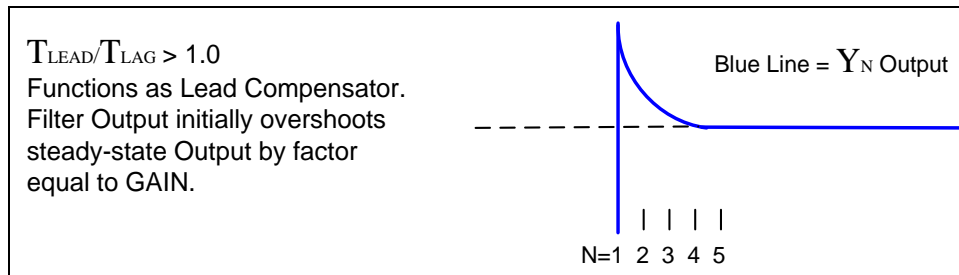 TLEAD/TLAG > 1.0
Functions as Lead Compensator.
Filter Output initially overshoots
steady-state Output by factor
equal to GAIN.
Blue Line = YN Output
N=1 2 3 4 5